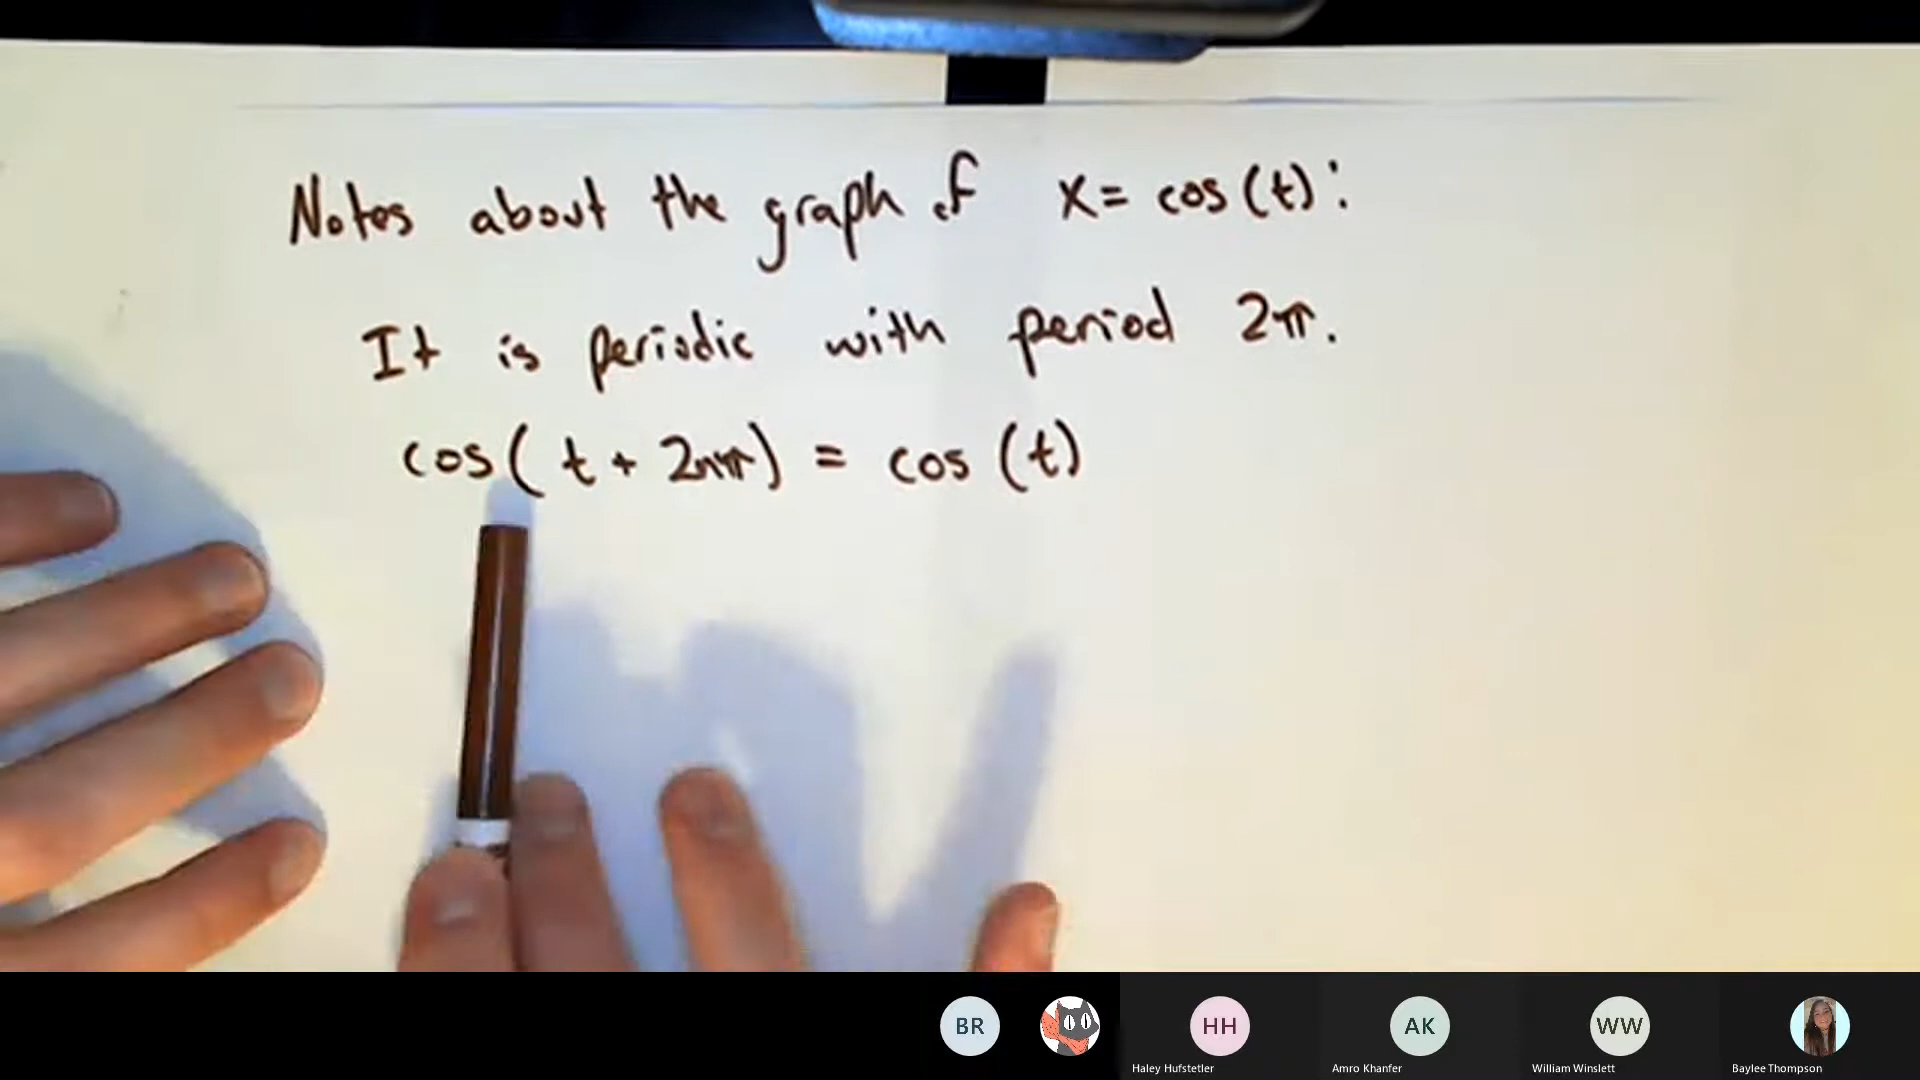 Notes about the graph of x = cos(t):
It is periodic with period 2π.
cos( t + 2nπ) = cos (t)
BR
HH
AK
WW
Haley Hufstetler
Amro Khanfer
William Winslett
Baylee Thompson